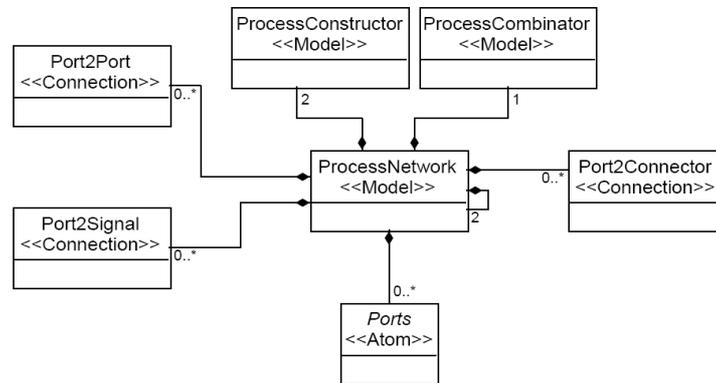 ProcessConstructor
<<Model>>
ProcessCombinator
<<Model>>
Port2Port
<<Connection>>
0..*
2
1
ProcessNetwork
<<Model>>
2
Port2Connector
<<Connection>>
0..*
Port2Signal
<<Connection>>
0..*
0..*
Ports
<<Atom>>